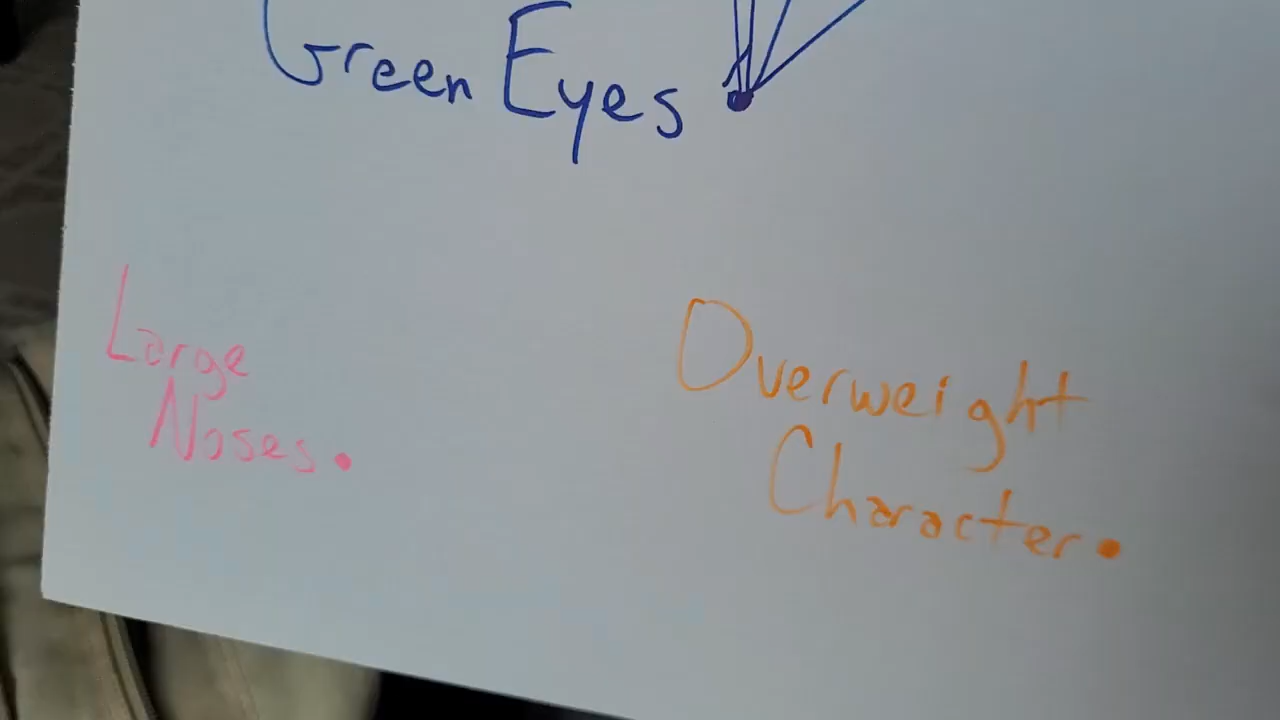 Green Eyes
Large
Noses.
Overweight
Character.